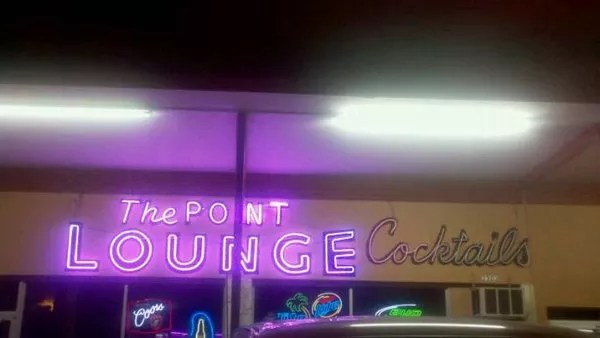 The POINT
LOUNGE
Cocktails
Coors